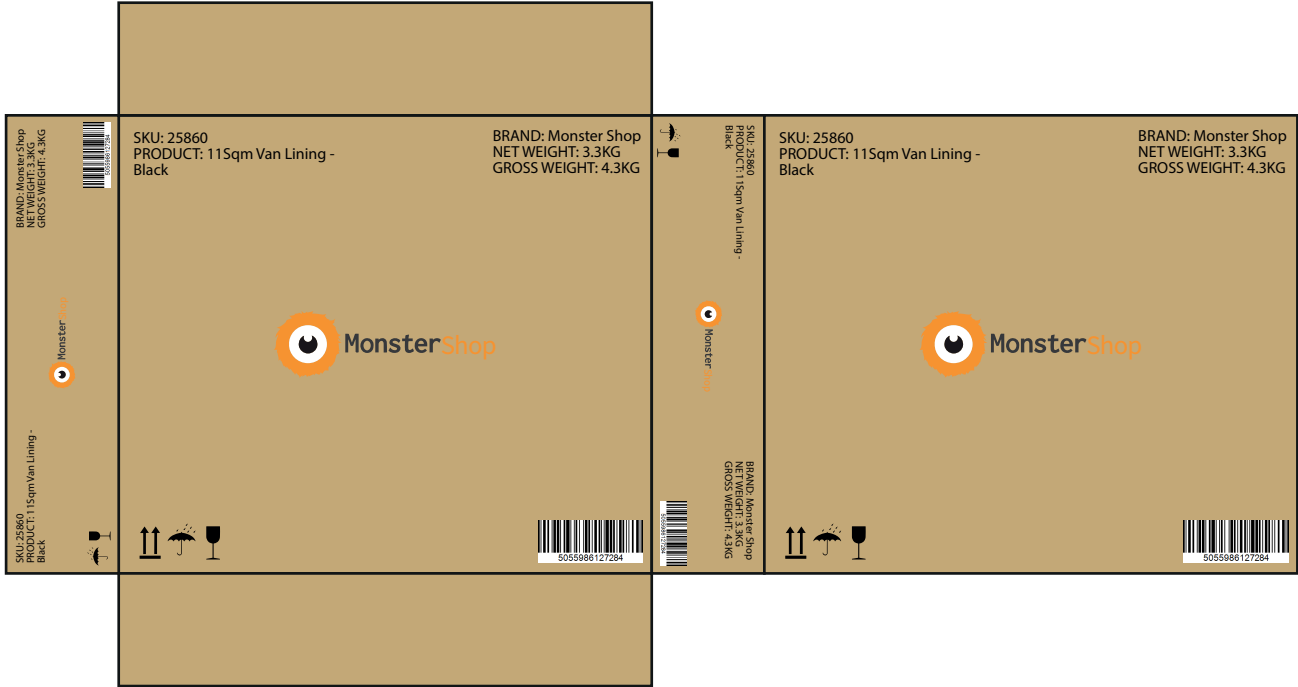 BRAND: Monster Shop
NET WEIGHT: 3.3KG
GROSS WEIGHT: 4.3KG
5055986127284
MonsterShop
SKU: 25860
PRODUCT: 11Sqm Van Lining -
Black
SKU: 25860
PRODUCT: 11Sqm Van Lining -
Black
BRAND: Monster Shop
NET WEIGHT: 3.3KG
GROSS WEIGHT: 4.3KG
MonsterShop
5055986127284
SKU: 25860
PRODUCT: 11Sqm Van Lining -
Black
MonsterShop
BRAND: Monster Shop
NET WEIGHT: 3.3KG
GROSS WEIGHT: 4.3KG
5055986127284
SKU: 25860
PRODUCT: 11Sqm Van Lining -
Black
BRAND: Monster Shop
NET WEIGHT: 3.3KG
GROSS WEIGHT: 4.3KG
MonsterShop
5055986127284